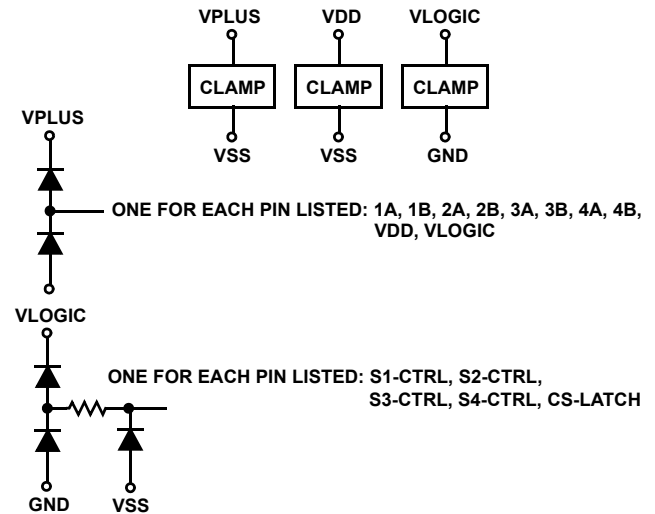 VPLUS VDD VLOGIC
CLAMP CLAMP CLAMP
VSS VSS GND
VPLUS
ONE FOR EACH PIN LISTED: 1A, 1B, 2A, 2B, 3A, 3B, 4A, 4B,
VDD, VLOGIC
VLOGIC
ONE FOR EACH PIN LISTED: S1-CTRL, S2-CTRL,
S3-CTRL, S4-CTRL, CS-LATCH
GND VSS